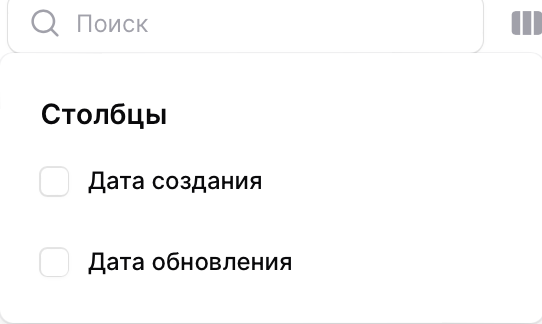 Поиск
Столбцы
Дата создания
Дата обновления